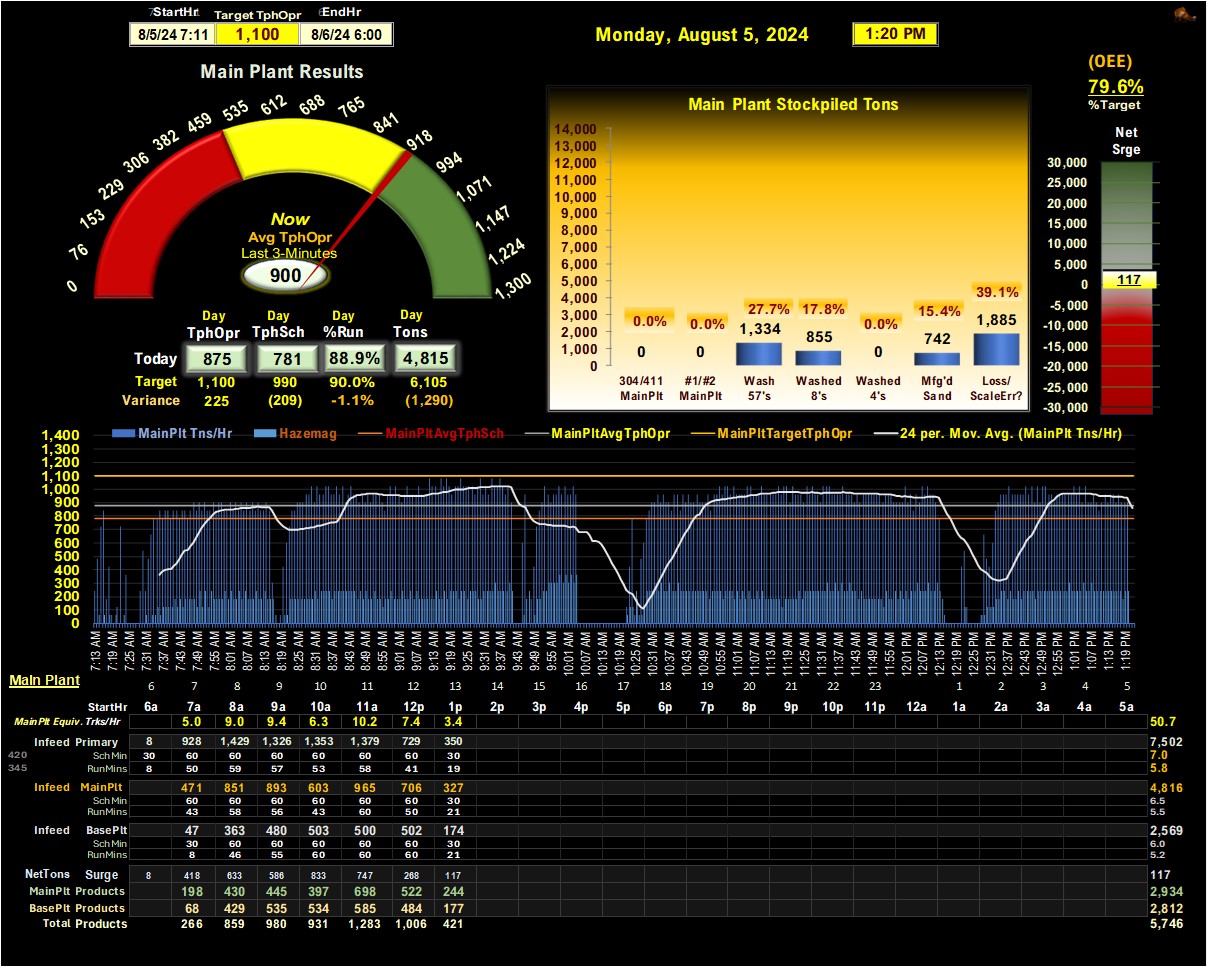 StartHr Target TphOpr EndHr
8/5/24 7:11 1,100 8/6/24 6:00
Monday, August 5, 2024 1:20 PM
(OEE)
79.6%
%Target
Main Plant Results
0 76 153 229 306 382 459 535 612 688 765 841 918 994 1,071 1,147 1,224 1,300
Now
Avg TphOpr
Last 3-Minutes
900
Day Day Day Day
TphOpr TphSch %Run Tons
Today 875 781 88.9% 4,815
Target 1,100 990 90.0% 6,105
Variance 225 (209) -1.1% (1,290)
Main Plant Stockpiled Tons
14,000
13,000
12,000
11,000
10,000
9,000
8,000
7,000
6,000
5,000
4,000
3,000
2,000
1,000
0
0.0% 0.0% 27.7% 17.8% 0.0% 15.4% 39.1%
0 0 1,334 855 0 742 1,885
304/411 #1/#2 Wash Washed Washed Mfg'd Loss/
MainPlt MainPlt 57's 8's 4's Sand ScaleErr?
Net
Srge
30,000
25,000
20,000
15,000
10,000
5,000
0
-5,000
-10,000
-15,000
-20,000
-25,000
-30,000
117
MainPlt Tns/Hr Hazemag MainPltAvgTphSch MainPltAvgTphOpr MainPltTargetTphOpr 24 per. Mov. Avg. (MainPlt Tns/Hr)
1,400
1,300
1,200
1,100
1,000
900
800
700
600
500
400
300
200
100
0
7:13 AM 7:19 AM 7:25 AM 7:31 AM 7:37 AM 7:43 AM 7:49 AM 7:55 AM 8:01 AM 8:07 AM 8:13 AM 8:19 AM 8:25 AM 8:31 AM 8:37 AM 8:43 AM 8:49 AM 8:55 AM 9:01 AM 9:07 AM 9:13 AM 9:19 AM 9:25 AM 9:31 AM 9:37 AM 9:43 AM 9:49 AM 9:55 AM 10:01 AM 10:07 AM 10:13 AM 10:19 AM 10:25 AM 10:31 AM 10:37 AM 10:43 AM 10:49 AM 10:55 AM 11:01 AM 11:07 AM 11:13 AM 11:19 AM 11:25 AM 11:31 AM 11:37 AM 11:43 AM 11:49 AM 11:55 AM 12:01 PM 12:07 PM 12:13 PM 12:19 PM 12:25 PM 12:31 PM 12:37 PM 12:43 PM 12:49 PM 12:55 PM 1:01 PM 1:07 PM 1:13 PM 1:19 PM
Main Plant 6 7 8 9 10 11 12 13 14 15 16 17 18 19 20 21 22 23 1 2 3 4 5
StartHr 6a 7a 8a 9a 10a 11a 12p 1p 2p 3p 4p 5p 6p 7p 8p 9p 10p 11p 12a 1a 2a 3a 4a 5a
MainPlt Equiv. Trks/Hr 5.0 9.0 9.4 6.3 10.2 7.4 3.4 50.7
Infeed Primary 8 928 1,429 1,326 1,353 1,379 729 350 7,502
420 SchMin 30 60 60 60 60 60 60 30 7.0
345 RunMins 8 50 59 57 53 58 41 19 5.8
Infeed MainPlt 471 851 893 603 965 706 327 4,816
SchMin 60 60 60 60 60 60 30 6.5
RunMins 43 58 56 43 60 50 21 5.5
Infeed BasePlt 47 363 480 503 500 502 174 2,569
SchMin 30 60 60 60 60 60 30 6.0
RunMins 8 46 55 60 60 60 21 5.2
NetTons Surge 8 418 633 586 833 747 268 117 117
MainPlt Products 198 430 445 397 698 522 244 2,934
BasePlt Products 68 429 535 534 585 484 177 2,812
Total Products 266 859 980 931 1,283 1,006 421 5,746